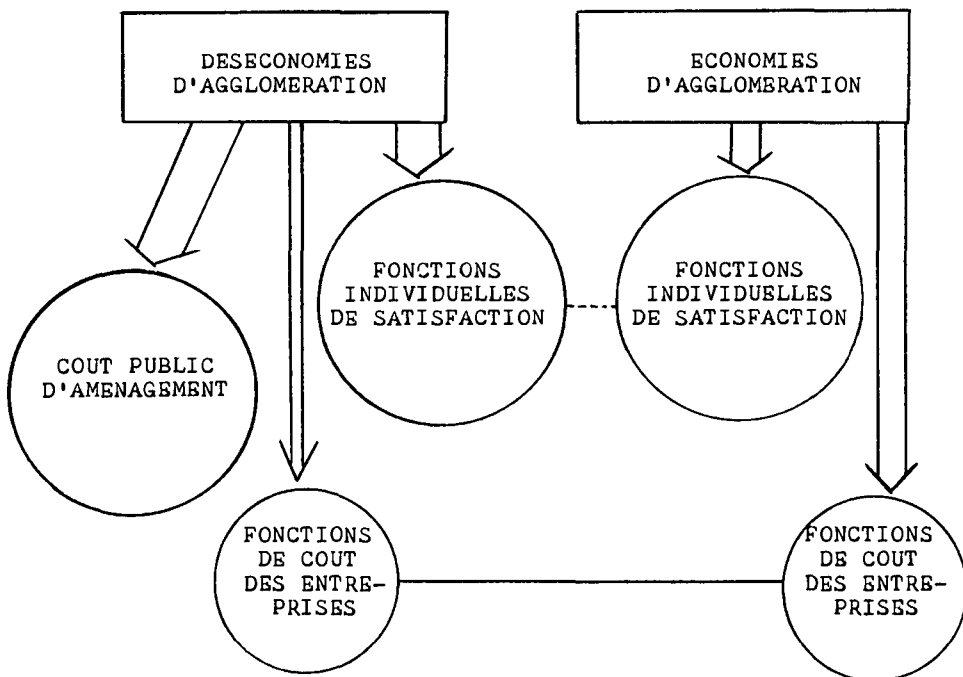 DESECONOMIES
D'AGGLOMERATION
ECONOMIES
D'AGGLOMERATION
FONCTIONS
INDIVIDUELLES
DE SATISFACTION
FONCTIONS
INDIVIDUELLES
DE SATISFACTION
COUT PUBLIC
D'AMENAGEMENT
FONCTIONS
DE COUT
DES ENTRE-
PRISES
FONCTIONS
DE COUT
DES ENTRE-
PRISES